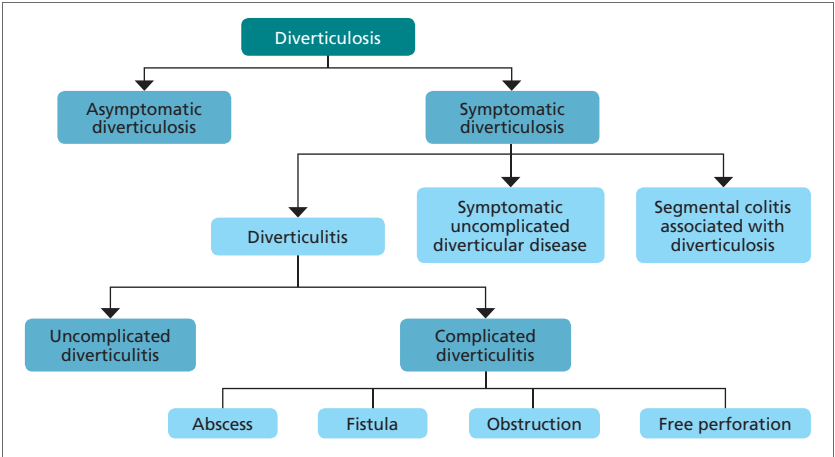 Diverticulosis
Asymptomatic
diverticulosis
Symptomatic
diverticulosis
Diverticulitis
Symptomatic
uncomplicated
diverticular disease
Segmental colitis
associated with
diverticulosis
Uncomplicated
diverticulitis
Complicated
diverticulitis
Abscess
Fistula
Obstruction
Free perforation